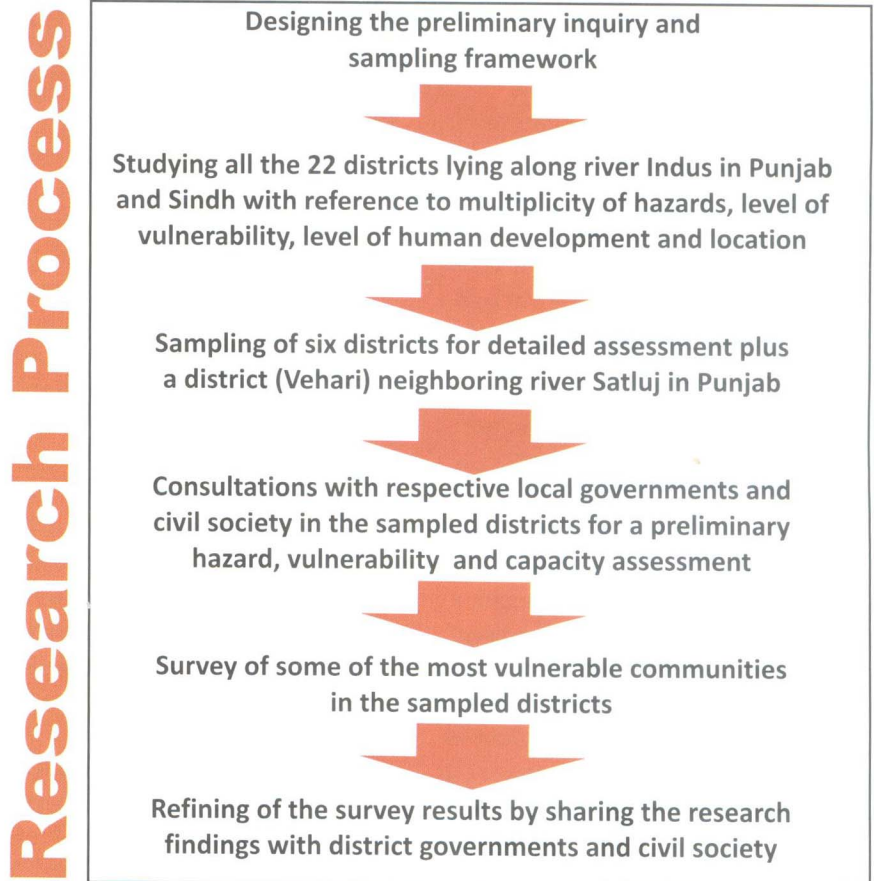 Research Process
Designing the preliminary inquiry and
sampling framework
Studying all the 22 districts lying along river Indus in Punjab
and Sindh with reference to multiplicity of hazards, level of
vulnerability, level of human development and location
Sampling of six districts for detailed assessment plus
a district (Vehari) neighboring river Satluj in Punjab
Consultations with respective local governments and
civil society in the sampled districts for a preliminary
hazard, vulnerability and capacity assessment
Survey of some of the most vulnerable communities
in the sampled districts
Refining of the survey results by sharing the research
findings with district governments and civil society